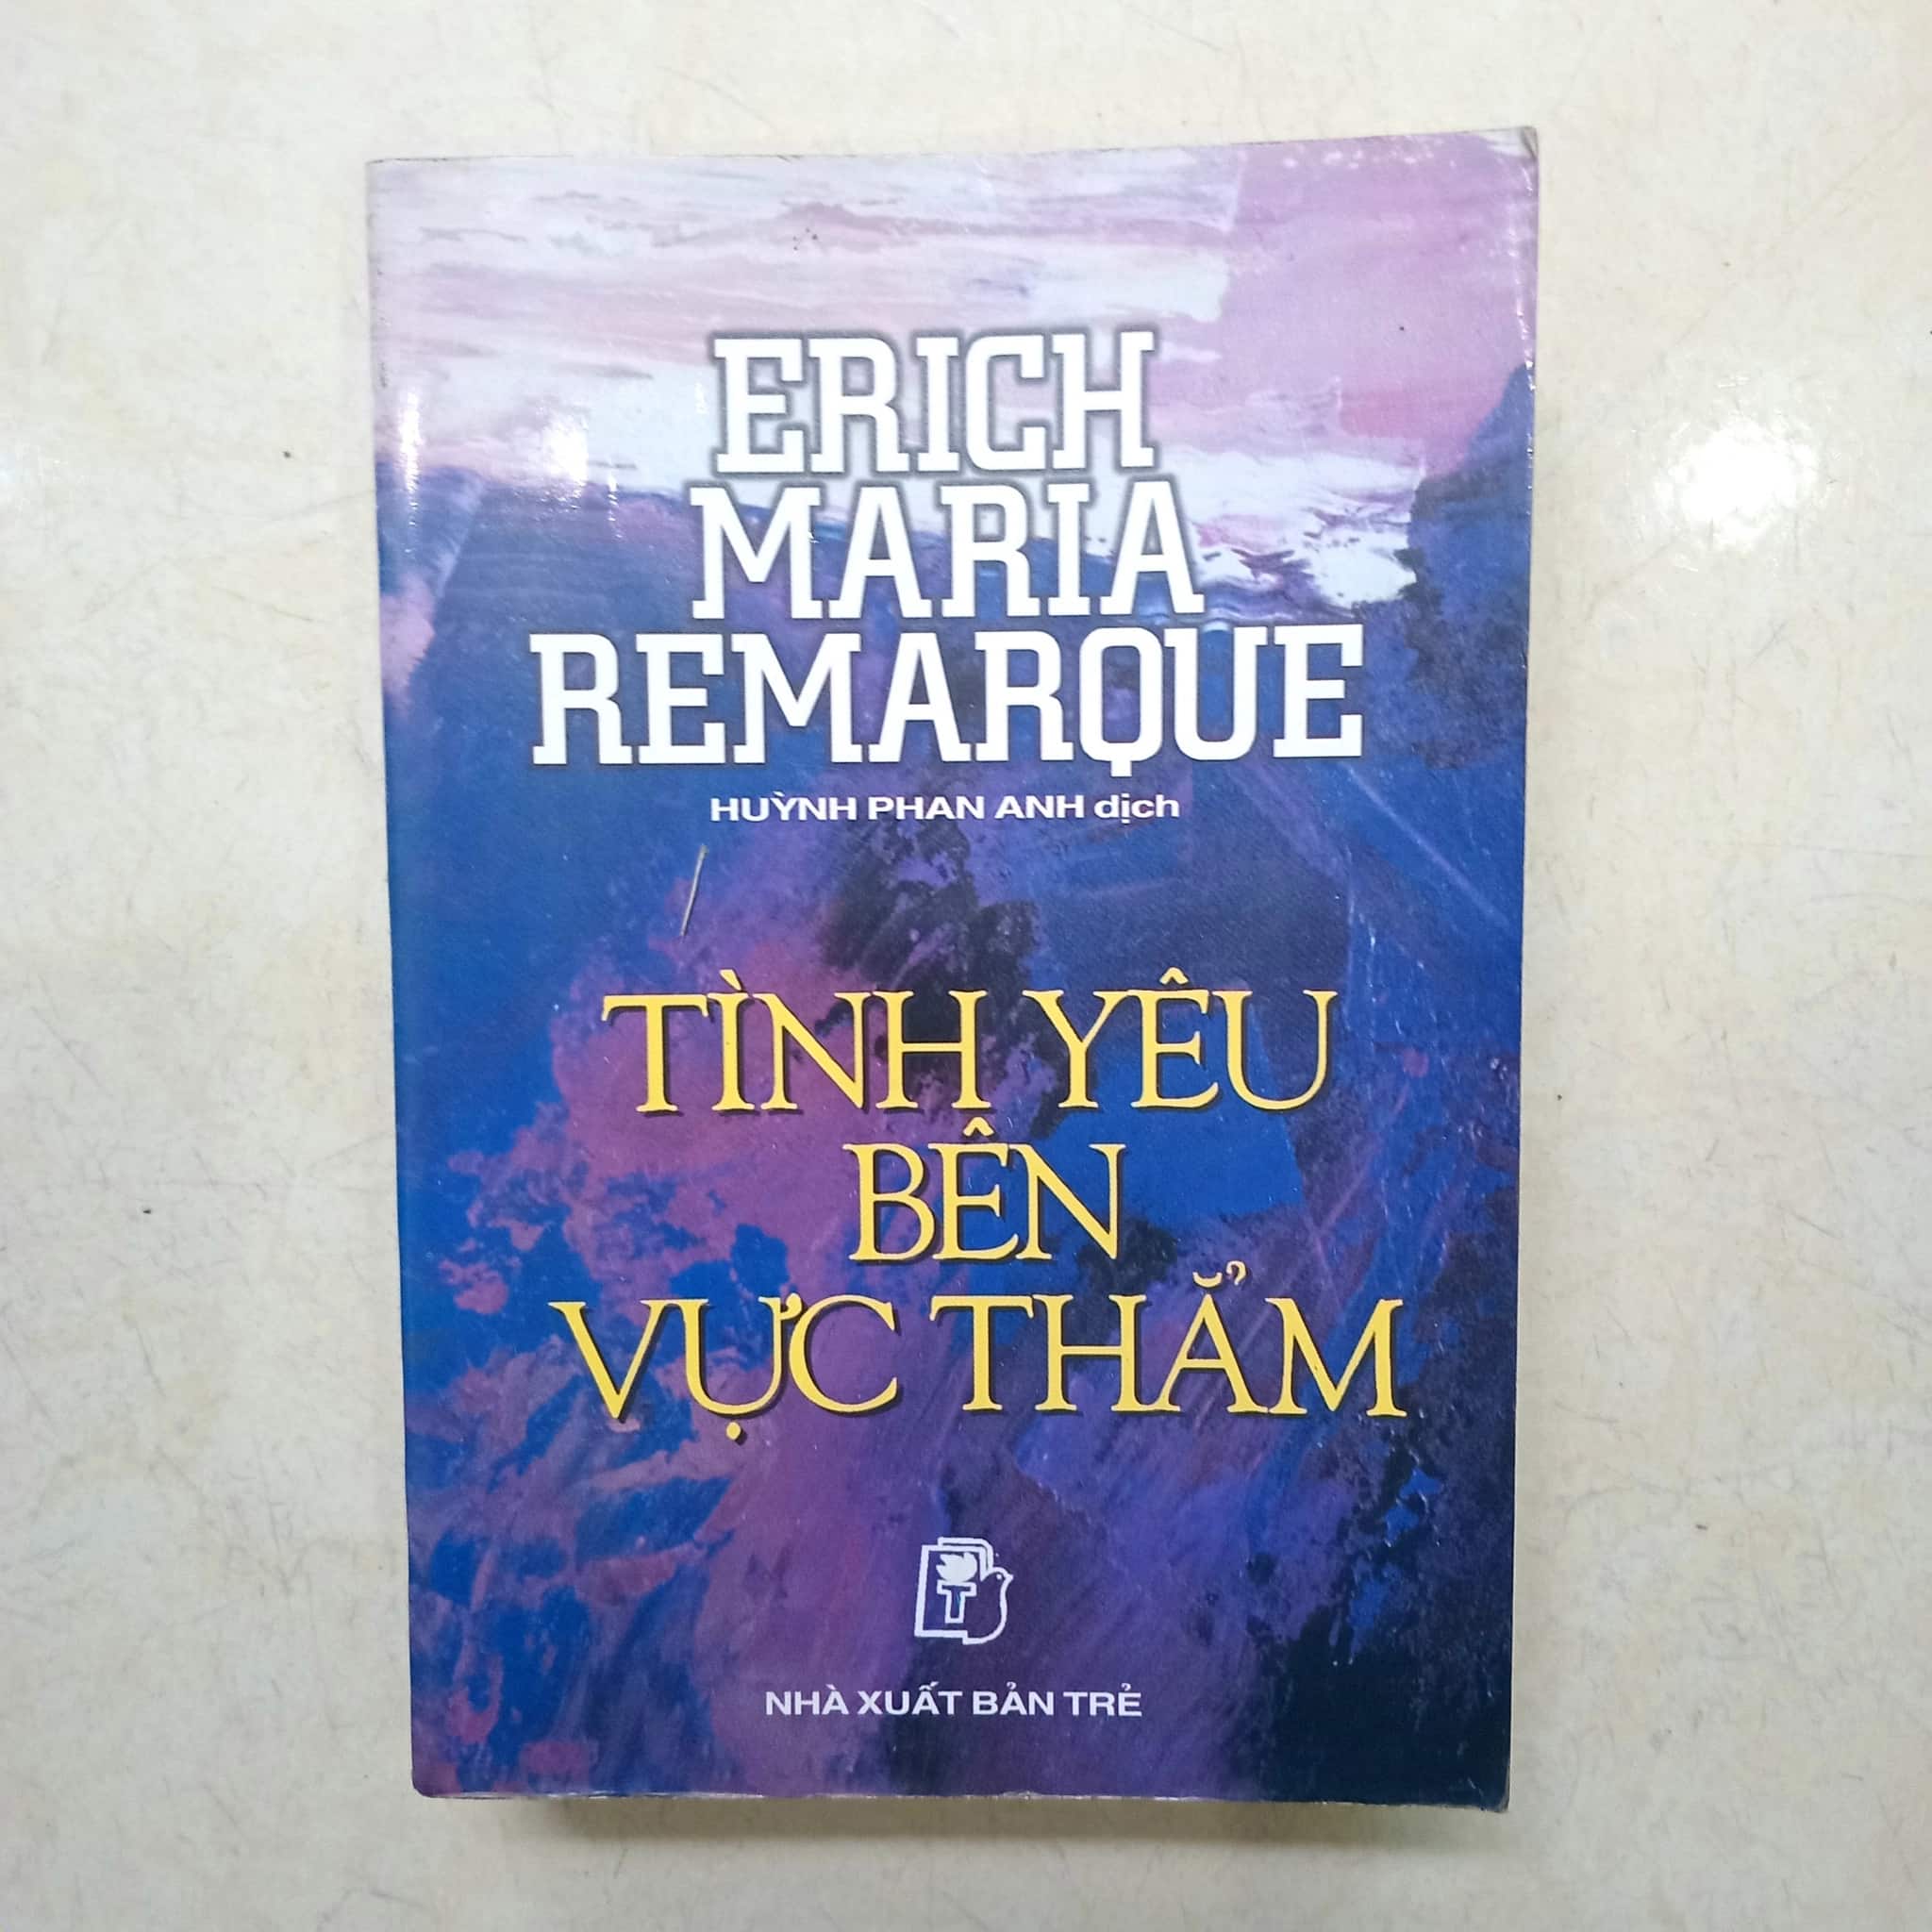 ERICH
MARIA
REMARQUE
HUỲNH PHAN ANH dịch
TÌNH YÊU
BÊN
VỰC THẲM
T
NHÀ XUẤT BẢN TRẺ